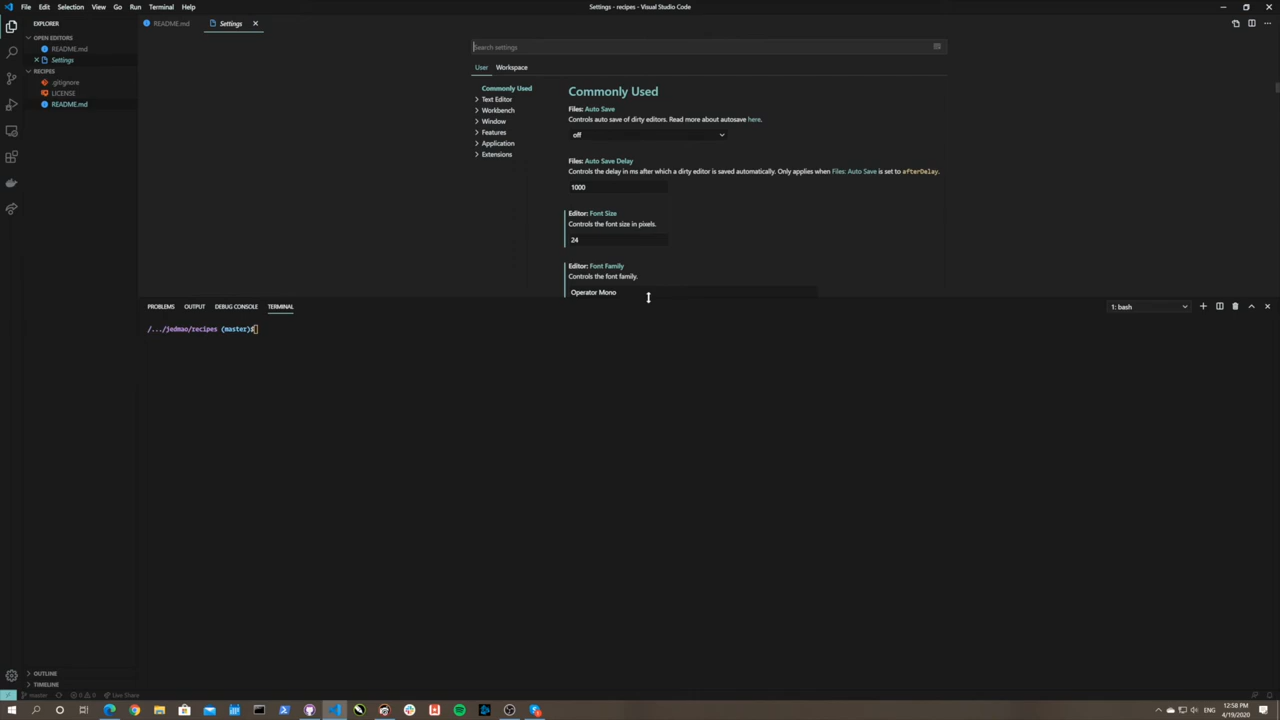 File Edit Selection View Go Run Terminal Help
Settings - recipes - Visual Studio Code
EXPLORER
README.md
Settings
OPEN EDITORS
README.md
Settings
RECIPES
.gitignore
LICENSE
README.md
OUTLINE
TIMELINE
Search settings
User Workspace
Commonly Used
Text Editor
Workbench
Window
Features
Application
Extensions
Commonly Used
Files: Auto Save
Controls auto save of dirty editors. Read more about autosave here.
off
Files: Auto Save Delay
Controls the delay in ms after which a dirty editor is saved automatically. Only applies when Files: Auto Save is set to afterDelay.
1000
Editor: Font Size
Controls the font size in pixels.
24
Editor: Font Family
Controls the font family.
Operator Mono
PROBLEMS OUTPUT DEBUG CONSOLE TERMINAL
1: bash
/.../jedmao/recipes (master)$
master 0 0 Live Share
ENG
12:58 PM
4/19/2020